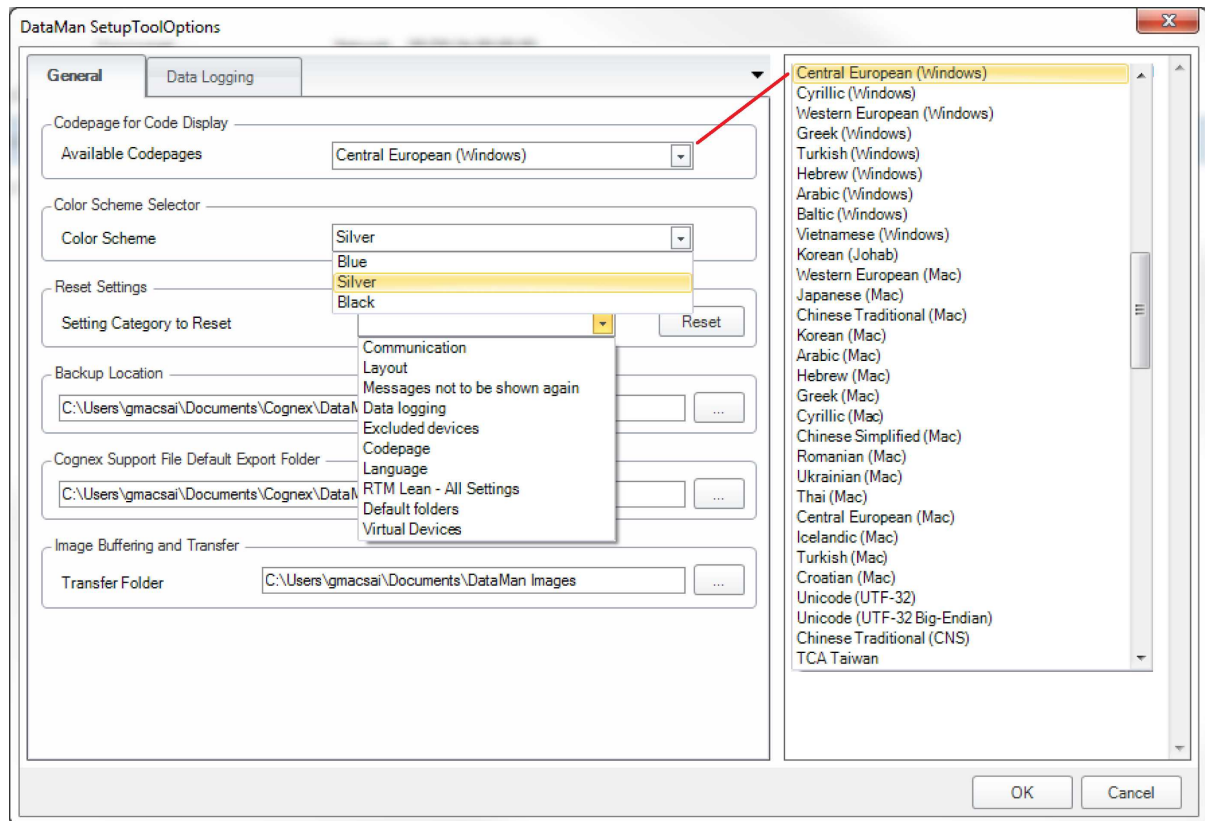 DataMan SetupToolOptions
General
Data Logging
Codepage for Code Display
Available Codepages
Central European (Windows)
Color Scheme Selector
Color Scheme
Silver
Blue
Silver
Black
Reset Settings
Setting Category to Reset
Reset
Communication
Layout
Messages not to be shown again
Data logging
Excluded devices
Codepage
Language
RTM Lean - All Settings
Default folders
Virtual Devices
Backup Location
C:\Users\gmacsai\Documents\Cognex\DataM
...
Cognex Support File Default Export Folder
C:\Users\gmacsai\Documents\Cognex\DataM
...
Image Buffering and Transfer
Transfer Folder
C:\Users\gmacsai\Documents\DataMan Images
...
Central European (Windows)
Cyrillic (Windows)
Western European (Windows)
Greek (Windows)
Turkish (Windows)
Hebrew (Windows)
Arabic (Windows)
Baltic (Windows)
Vietnamese (Windows)
Korean (Johab)
Western European (Mac)
Japanese (Mac)
Chinese Traditional (Mac)
Korean (Mac)
Arabic (Mac)
Hebrew (Mac)
Greek (Mac)
Cyrillic (Mac)
Chinese Simplified (Mac)
Romanian (Mac)
Ukrainian (Mac)
Thai (Mac)
Central European (Mac)
Icelandic (Mac)
Turkish (Mac)
Croatian (Mac)
Unicode (UTF-32)
Unicode (UTF-32 Big-Endian)
Chinese Traditional (CNS)
TCA Taiwan
OK
Cancel